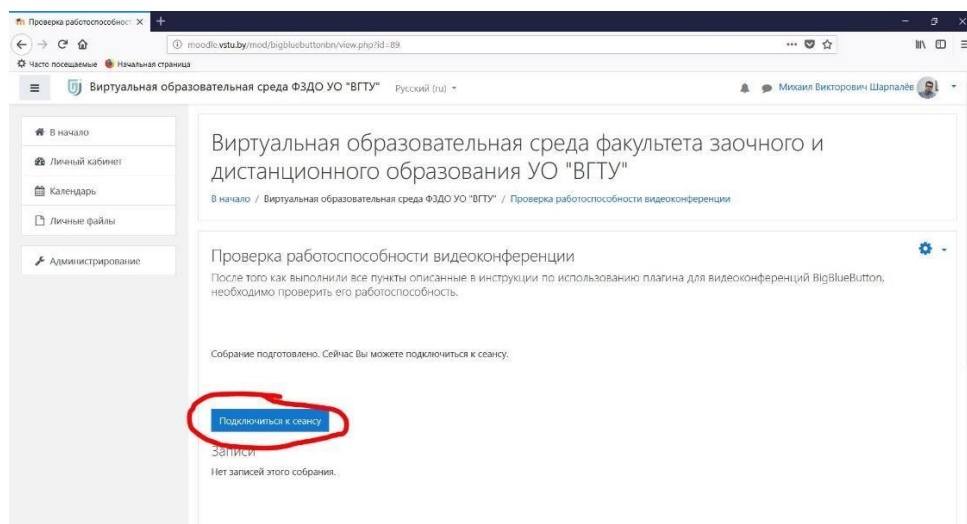 Проверка работоспособност
moodle.vstu.by/mod/bigbluebuttonbn/view.php?id=89
Часто посещаемые Начальная страница
Виртуальная образовательная среда ФЗДО УО "ВГТУ" Русский (ru) Михаил Викторович Шарпалёв
В начало
Личный кабинет
Календарь
Личные файлы
Администрирование
Виртуальная образовательная среда факультета заочного и
дистанционного образования УО "ВГТУ"
В начало / Виртуальная образовательная среда ФЗДО УО "ВГТУ" / Проверка работоспособности видеоконференции
Проверка работоспособности видеоконференции
После того как выполнили все пункты описанные в инструкции по использованию плагина для видеоконференций BigBlueButton,
необходимо проверить его работоспособность.
Собрание подготовлено. Сейчас Вы можете подключиться к сеансу.
Подключиться к сеансу
Записи
Нет записей этого собрания.